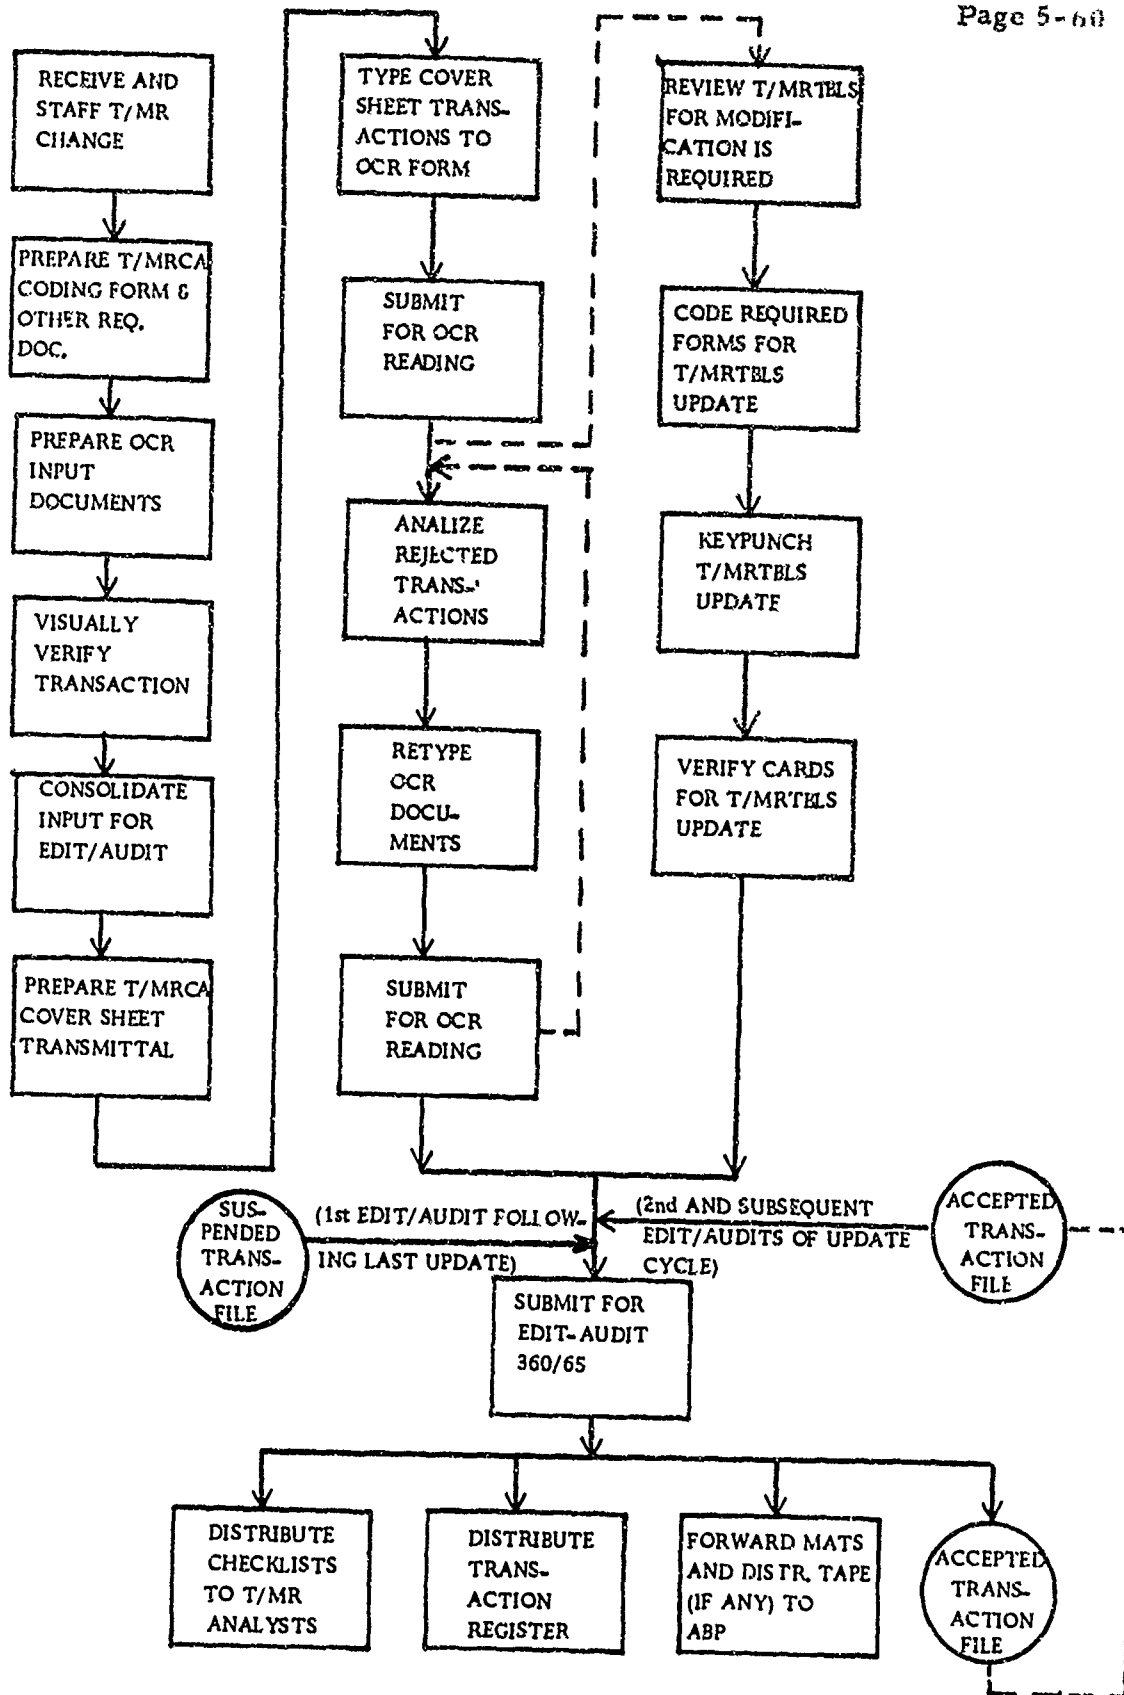 Page 5-60
RECEIVE AND
STAFF T/MR
CHANGE
PREPARE T/MRCA
CODING FORM &
OTHER REQ.
DOC.
PREPARE OCR
INPUT
DOCUMENTS
VISUALLY
VERIFY
TRANSACTION
CONSOLIDATE
INPUT FOR
EDIT/AUDIT
PREPARE T/MRCA
COVER SHEET
TRANSMITTAL
TYPE COVER
SHEET TRANS-
ACTIONS TO
OCR FORM
SUBMIT
FOR OCR
READING
ANALIZE
REJECTED
TRANS-
ACTIONS
RETYPE
OCR
DOCU-
MENTS
SUBMIT
FOR OCR
READING
REVIEW T/MRTBLS
FOR MODIFI-
CATION IS
REQUIRED
CODE REQUIRED
FORMS FOR
T/MRTBLS
UPDATE
KEYPUNCH
T/MRTBLS
UPDATE
VERIFY CARDS
FOR T/MRTBLS
UPDATE
SUS-
PENDED
TRANS-
ACTION
FILE
(1st EDIT/AUDIT FOLLOW-
ING LAST UPDATE)
(2nd AND SUBSEQUENT
EDIT/AUDITS OF UPDATE
CYCLE)
ACCEPTED
TRANS-
ACTION
FILE
SUBMIT FOR
EDIT-AUDIT
360/65
DISTRIBUTE
CHECKLISTS
TO T/MR
ANALYSTS
DISTRIBUTE
TRANS-
ACTION
REGISTER
FORWARD MATS
AND DISTR. TAPE
(IF ANY) TO
ABP
ACCEPTED
TRANS-
ACTION
FILE